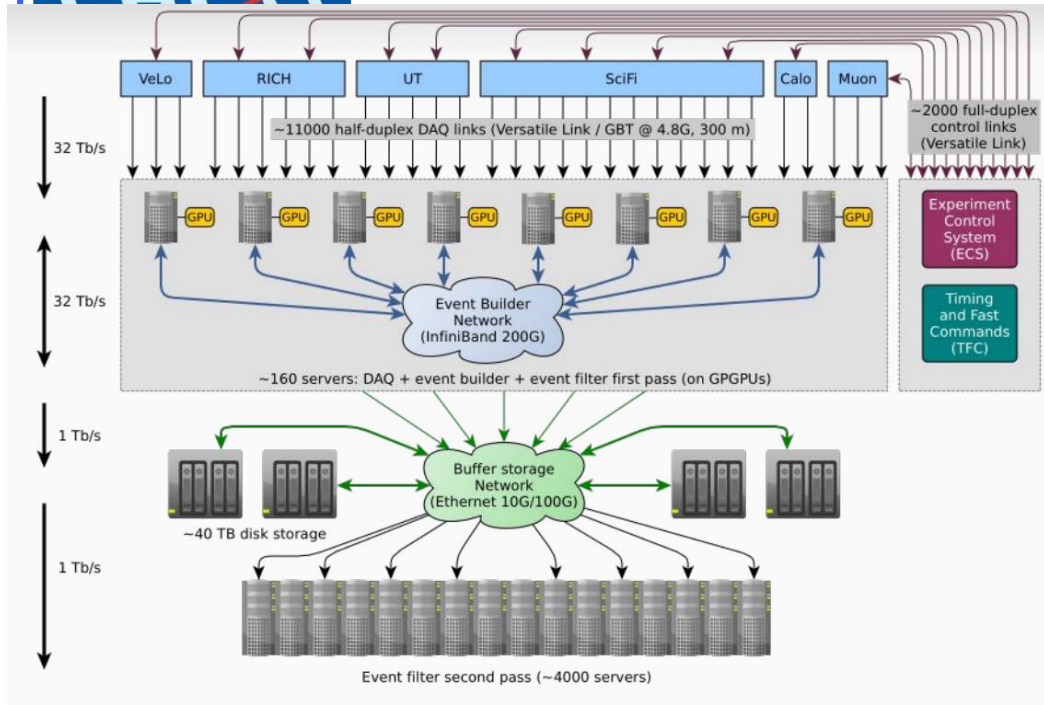 VeLo
RICH
UT
SciFi
Calo
Muon
~11000 half-duplex DAQ links (Versatile Link / GBT @ 4.8G, 300 m)
~2000 full-duplex
control links
(Versatile Link)
32 Tb/s
GPU
GPU
GPU
GPU
GPU
GPU
GPU
GPU
Experiment
Control
System
(ECS)
32 Tb/s
Event Builder
Network
(InfiniBand 200G)
Timing
and Fast
Commands
(TFC)
~160 servers: DAQ + event builder + event filter first pass (on GPGPUs)
1 Tb/s
Buffer storage
Network
(Ethernet 10G/100G)
~40 TB disk storage
1 Tb/s
Event filter second pass (~4000 servers)